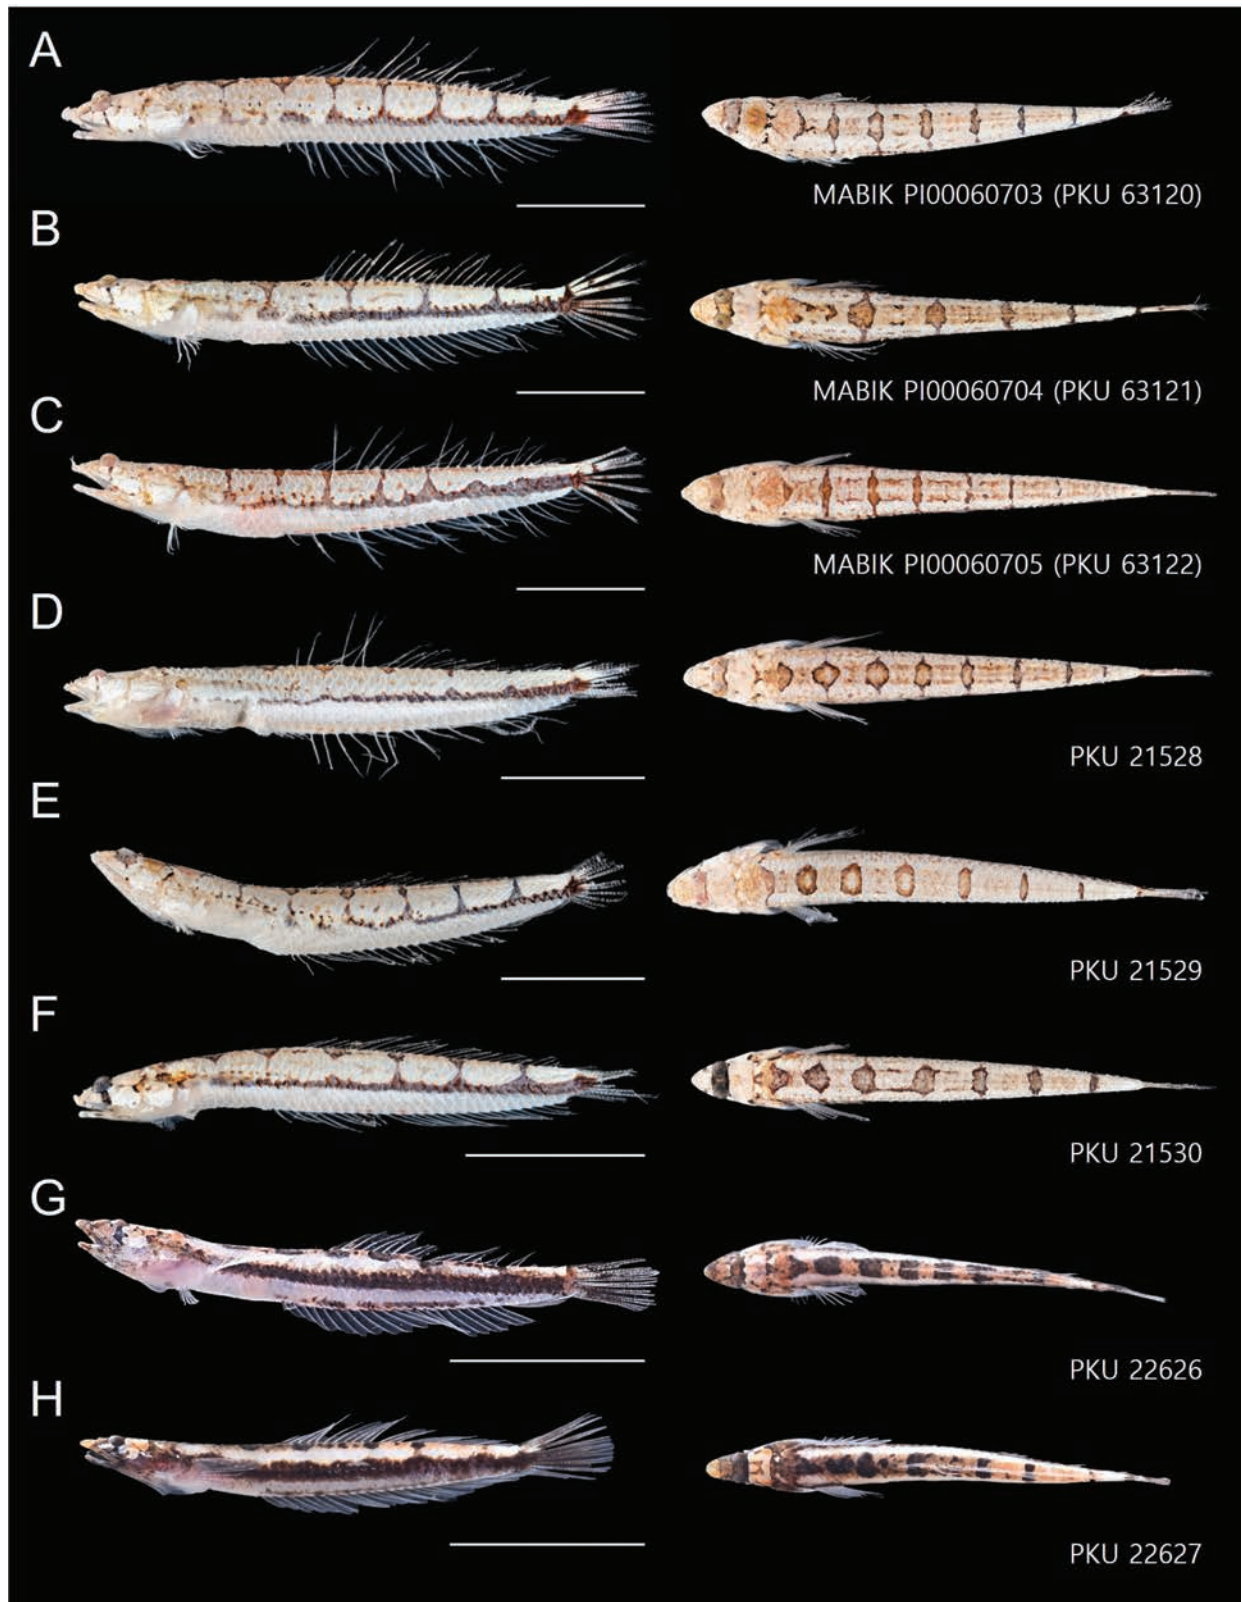 A
MABIK PI00060703 (PKU 63120)
B
MABIK PI00060704 (PKU 63121)
C
MABIK PI00060705 (PKU 63122)
D
PKU 21528
E
PKU 21529
F
PKU 21530
G
PKU 22626
H
PKU 22627